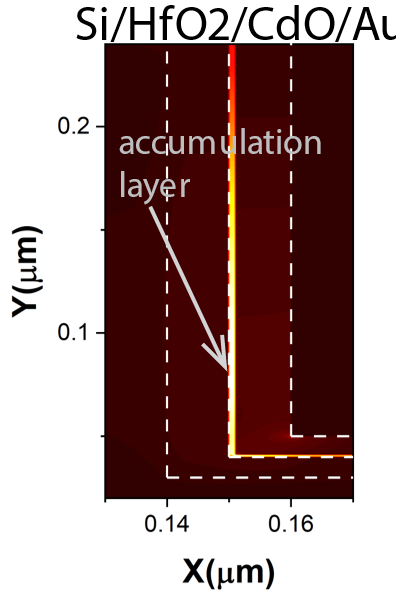 Si/HfO2/CdO/Au
accumulation
layer
0.2
0.1
Y(μm)
0.14
0.16
X(μm)